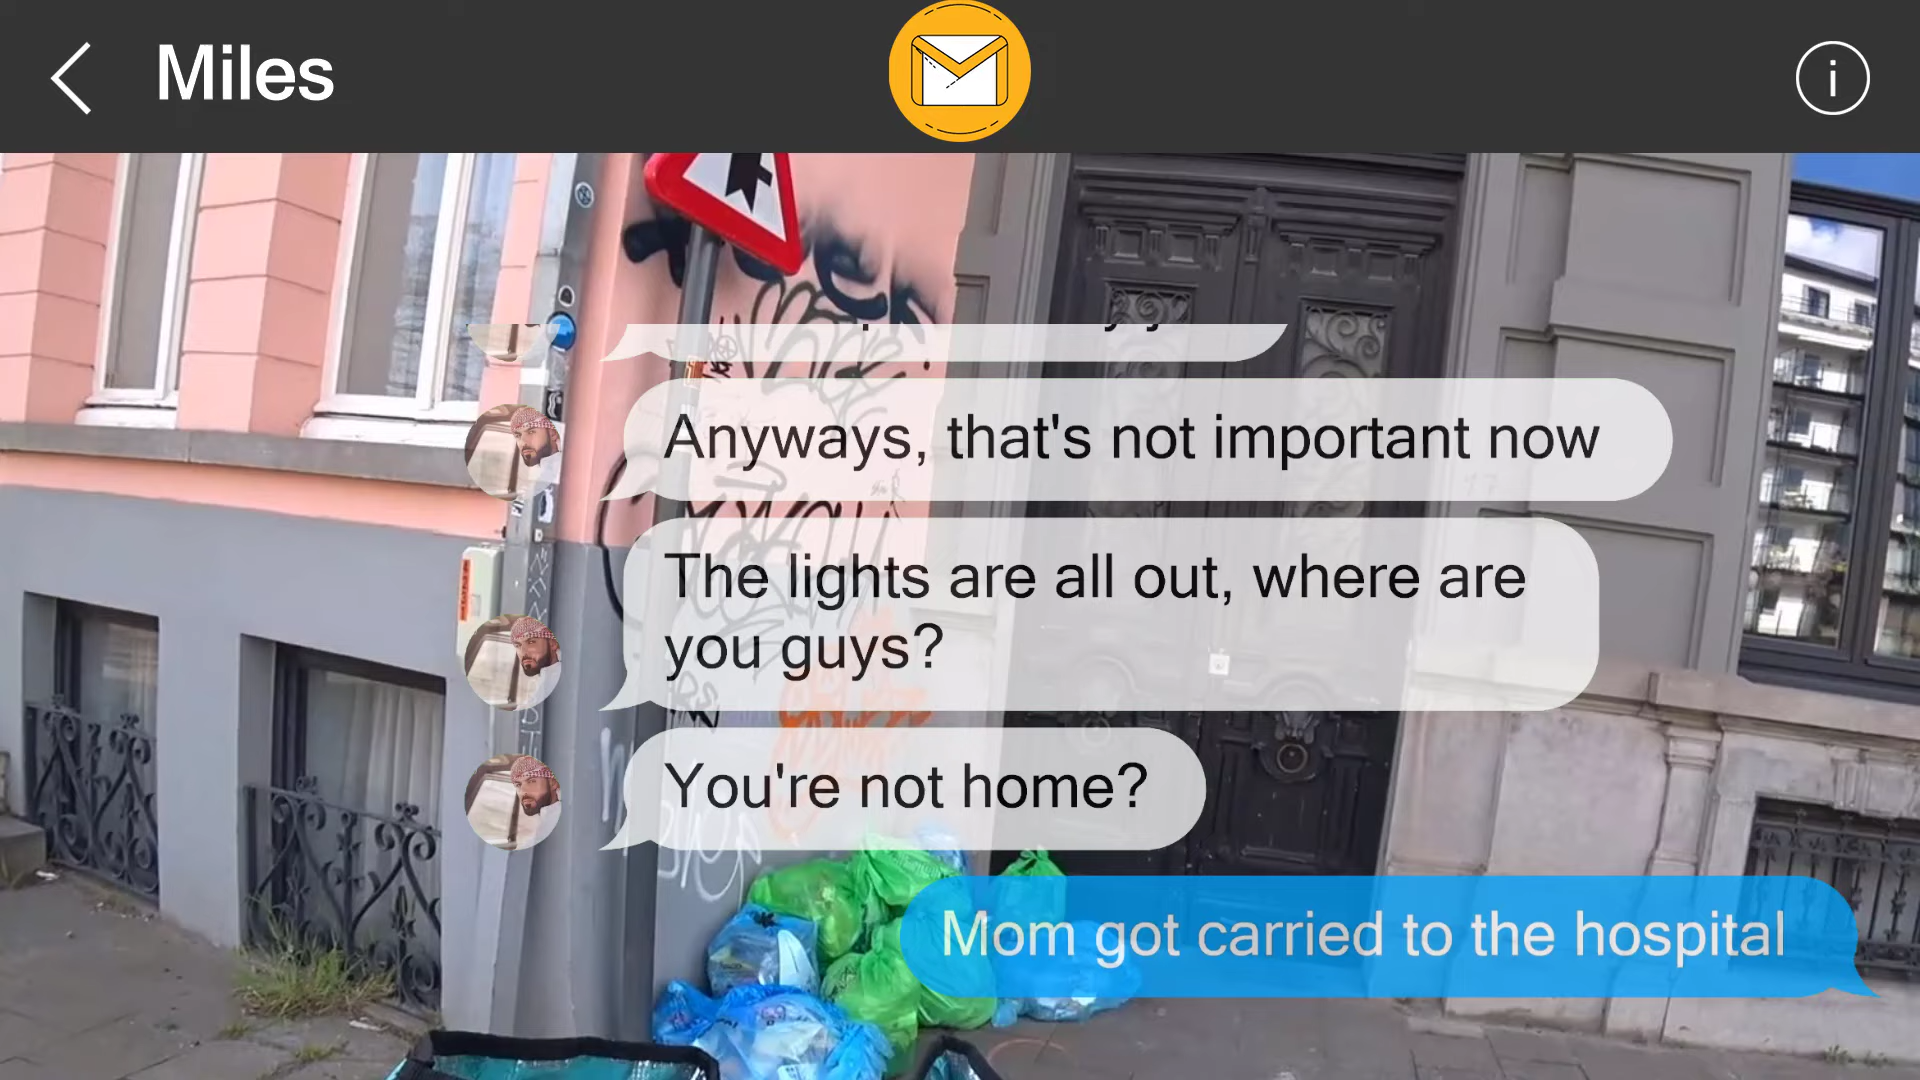 Miles
Anyways, that's not important now
The lights are all out, where are
you guys?
You're not home?
Mom got carried to the hospital